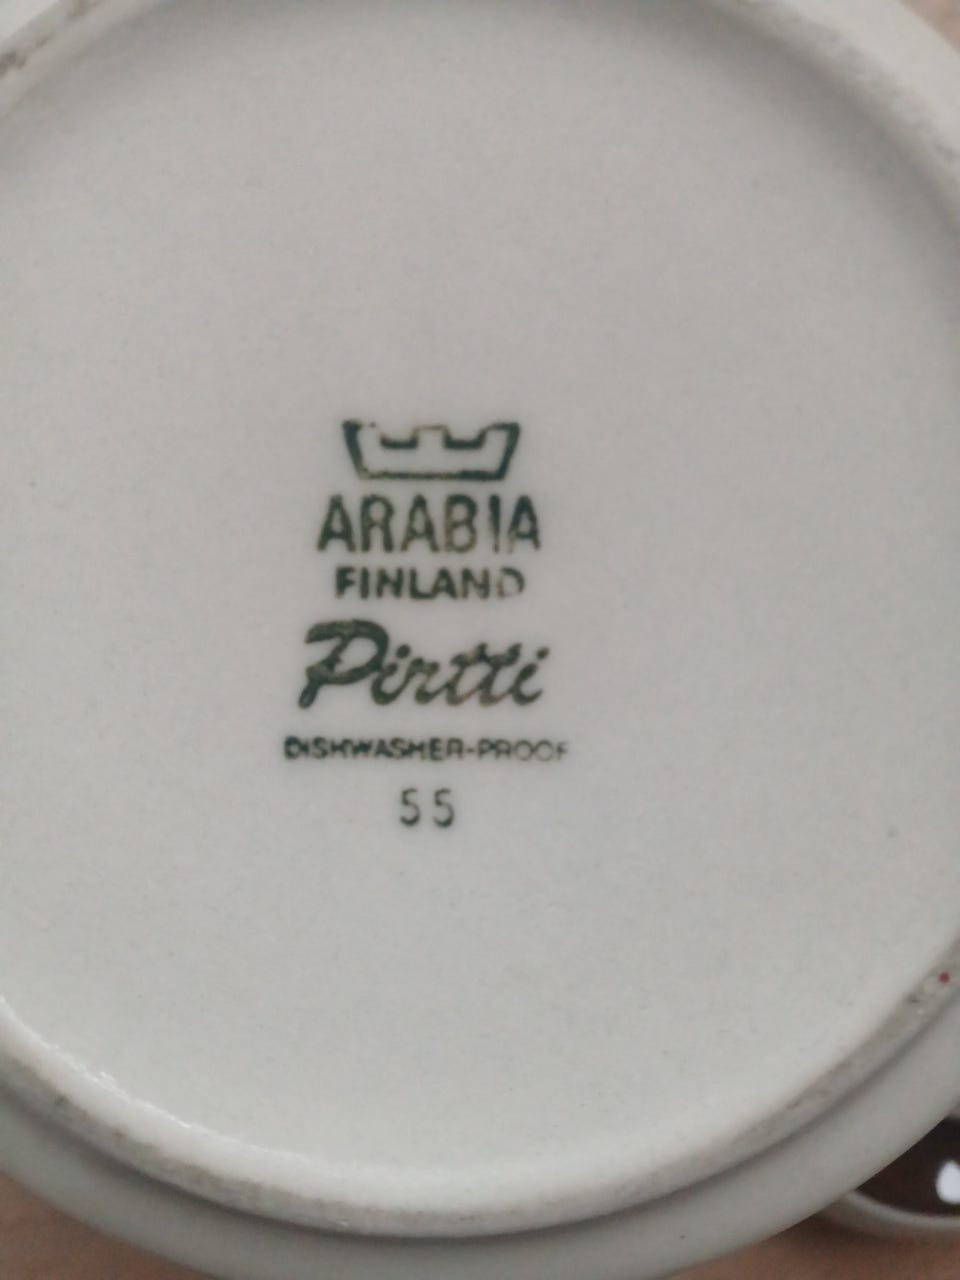 ARABIA
FINLAND
Pirtti
DISHWASHER-PROOF
55